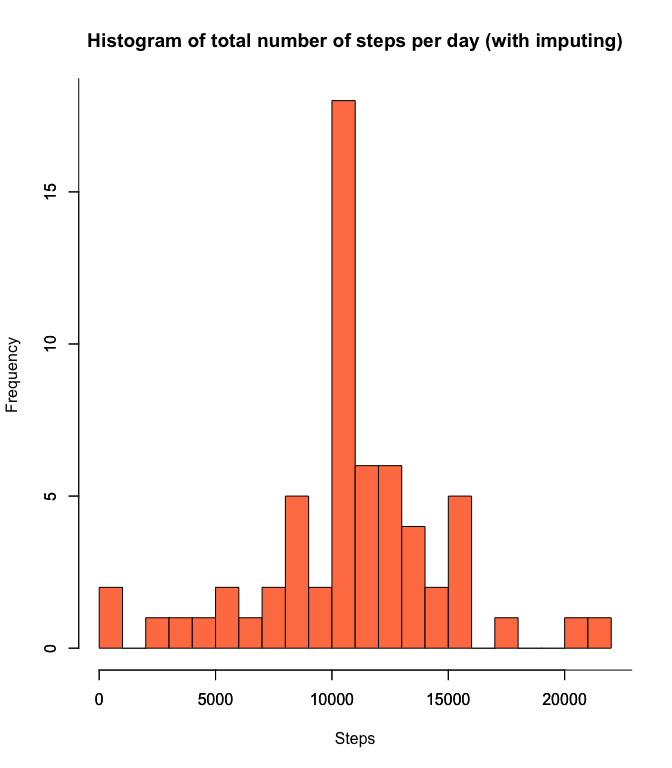 Histogram of total number of steps per day (with imputing)
Frequency
15
10
5
0
0 5000 10000 15000 20000
Steps